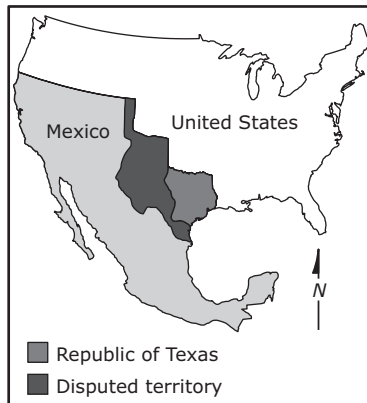 Mexico
United States
N
Republic of Texas
Disputed territory